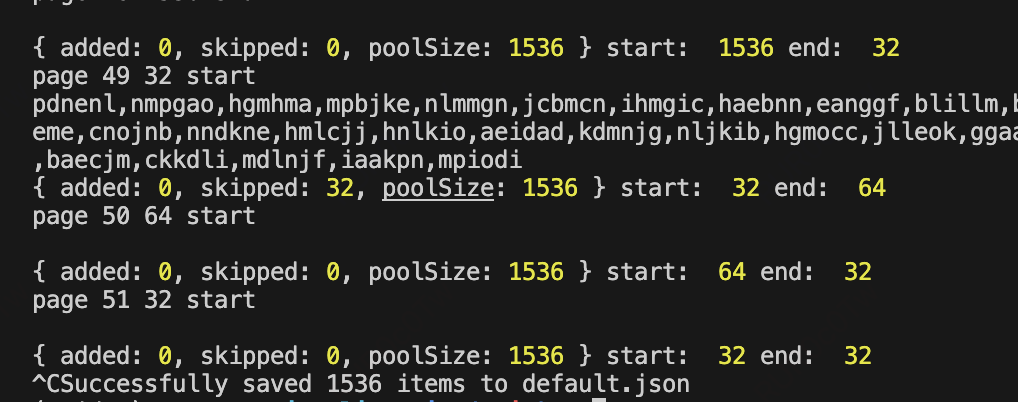 { added: 0, skipped: 0, poolSize: 1536 } start:  1536 end:  32
page 49 32 start
pdnenl,nmpgao,hgmhma,mpbjke,nlmmgn,jcbmcn,ihmgic,haebnn,eanggf,blillm,
eme,cnojnb,nndkne,hmlcjj,hnlkio,aeidad,kdmnjg,nljkib,hgmocc,jlleok,ggaa
,baecjm,ckkdli,mdlnjf,iaakpn,mpiodi
{ added: 0, skipped: 32, poolSize: 1536 } start:  32 end:  64
page 50 64 start
{ added: 0, skipped: 0, poolSize: 1536 } start:  64 end:  32
page 51 32 start
{ added: 0, skipped: 0, poolSize: 1536 } start:  32 end:  32
^CSuccessfully saved 1536 items to default.json